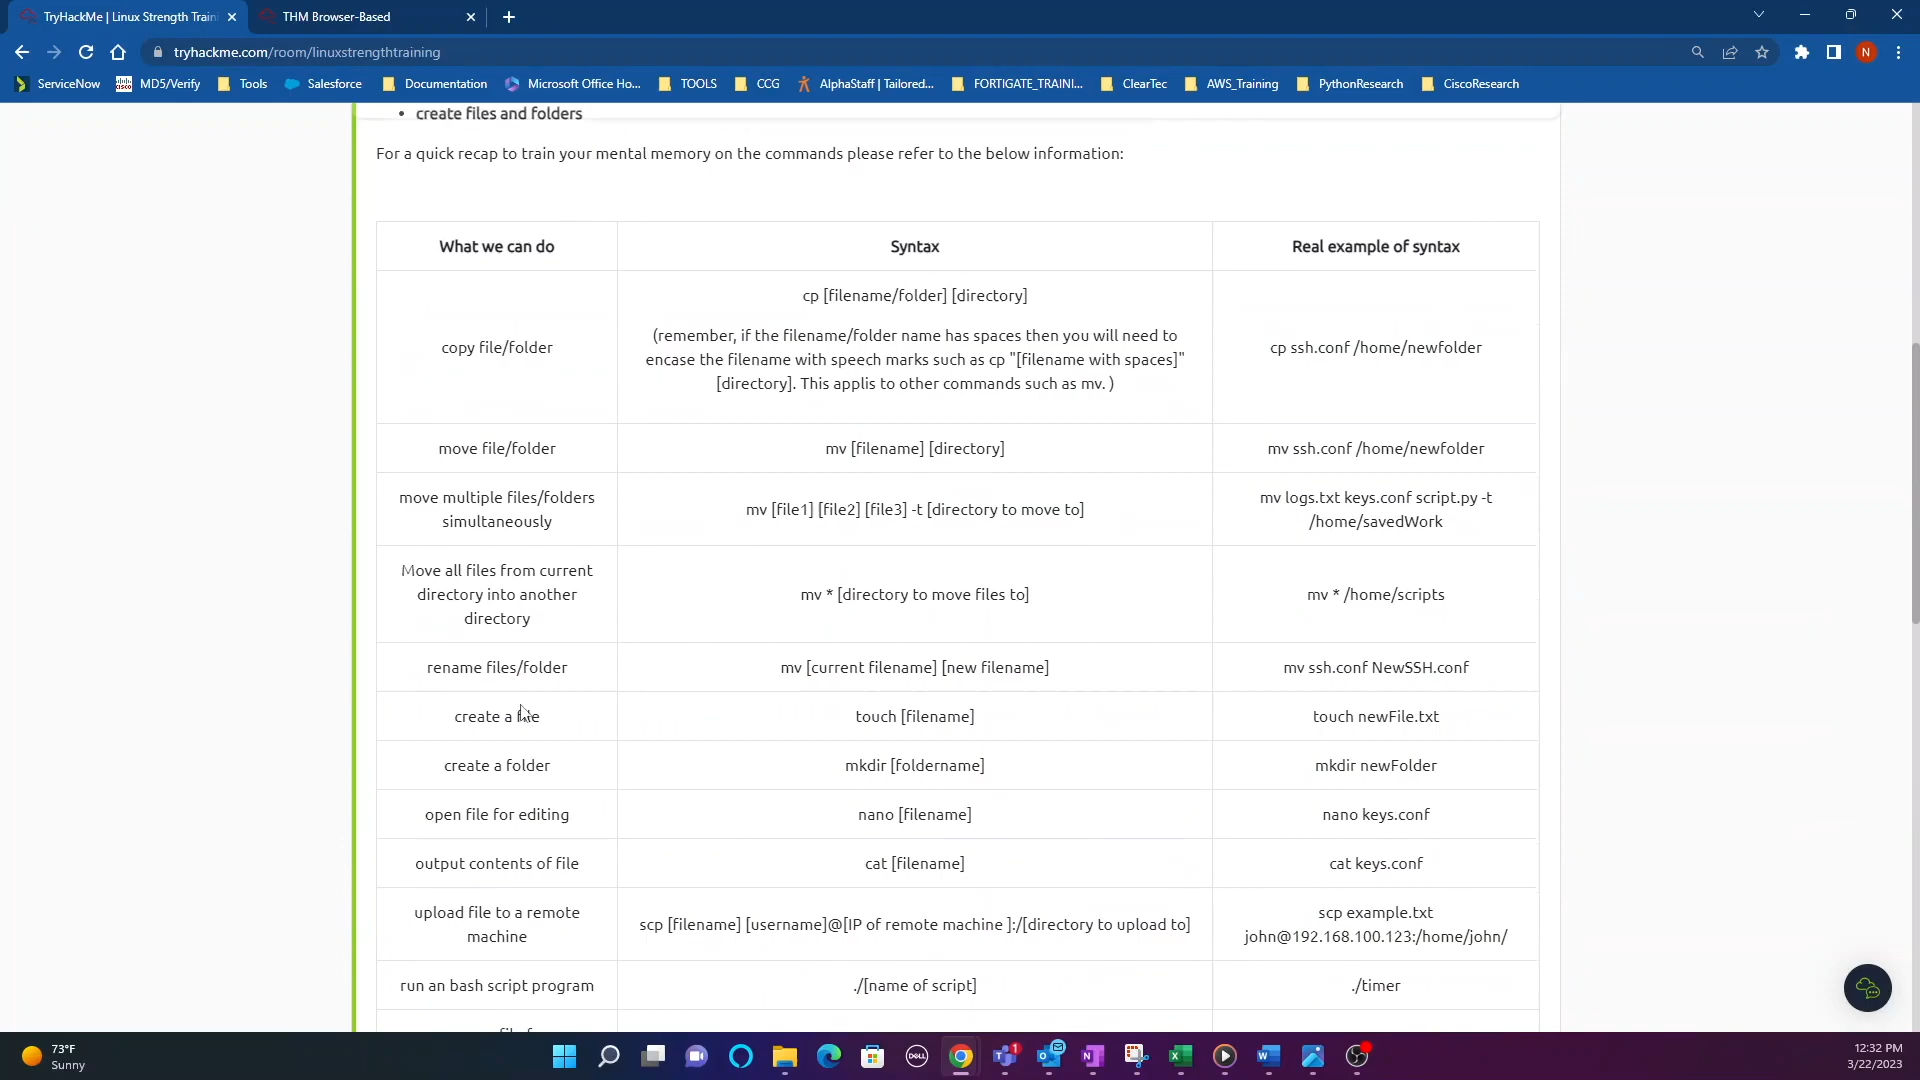 TryHackMe | Linux Strength Traini
THM Browser-Based
tryhackme.com/room/linuxstrengthtraining
N
ServiceNow
MD5/Verify
Tools
Salesforce
Documentation
Microsoft Office Ho...
TOOLS
CCG
AlphaStaff | Tailored...
FORTIGATE_TRAINI...
ClearTec
AWS_Training
PythonResearch
CiscoResearch
• create files and folders
For a quick recap to train your mental memory on the commands please refer to the below information:
What we can do
Syntax
Real example of syntax
copy file/folder
cp [filename/folder] [directory]
(remember, if the filename/folder name has spaces then you will need to
encase the filename with speech marks such as cp "[filename with spaces]"
[directory]. This applis to other commands such as mv. )
cp ssh.conf /home/newfolder
move file/folder
mv [filename] [directory]
mv ssh.conf /home/newfolder
move multiple files/folders
simultaneously
mv [file1] [file2] [file3] -t [directory to move to]
mv logs.txt keys.conf script.py -t
/home/savedWork
Move all files from current
directory into another
directory
mv * [directory to move files to]
mv * /home/scripts
rename files/folder
mv [current filename] [new filename]
mv ssh.conf NewSSH.conf
create a file
touch [filename]
touch newFile.txt
create a folder
mkdir [foldername]
mkdir newFolder
open file for editing
nano [filename]
nano keys.conf
output contents of file
cat [filename]
cat keys.conf
upload file to a remote
machine
scp [filename] [username]@[IP of remote machine ]:/[directory to upload to]
scp example.txt
john@192.168.100.123:/home/john/
run an bash script program
./[name of script]
./timer
73°F
Sunny
DELL
1
12:32 PM
3/22/2023